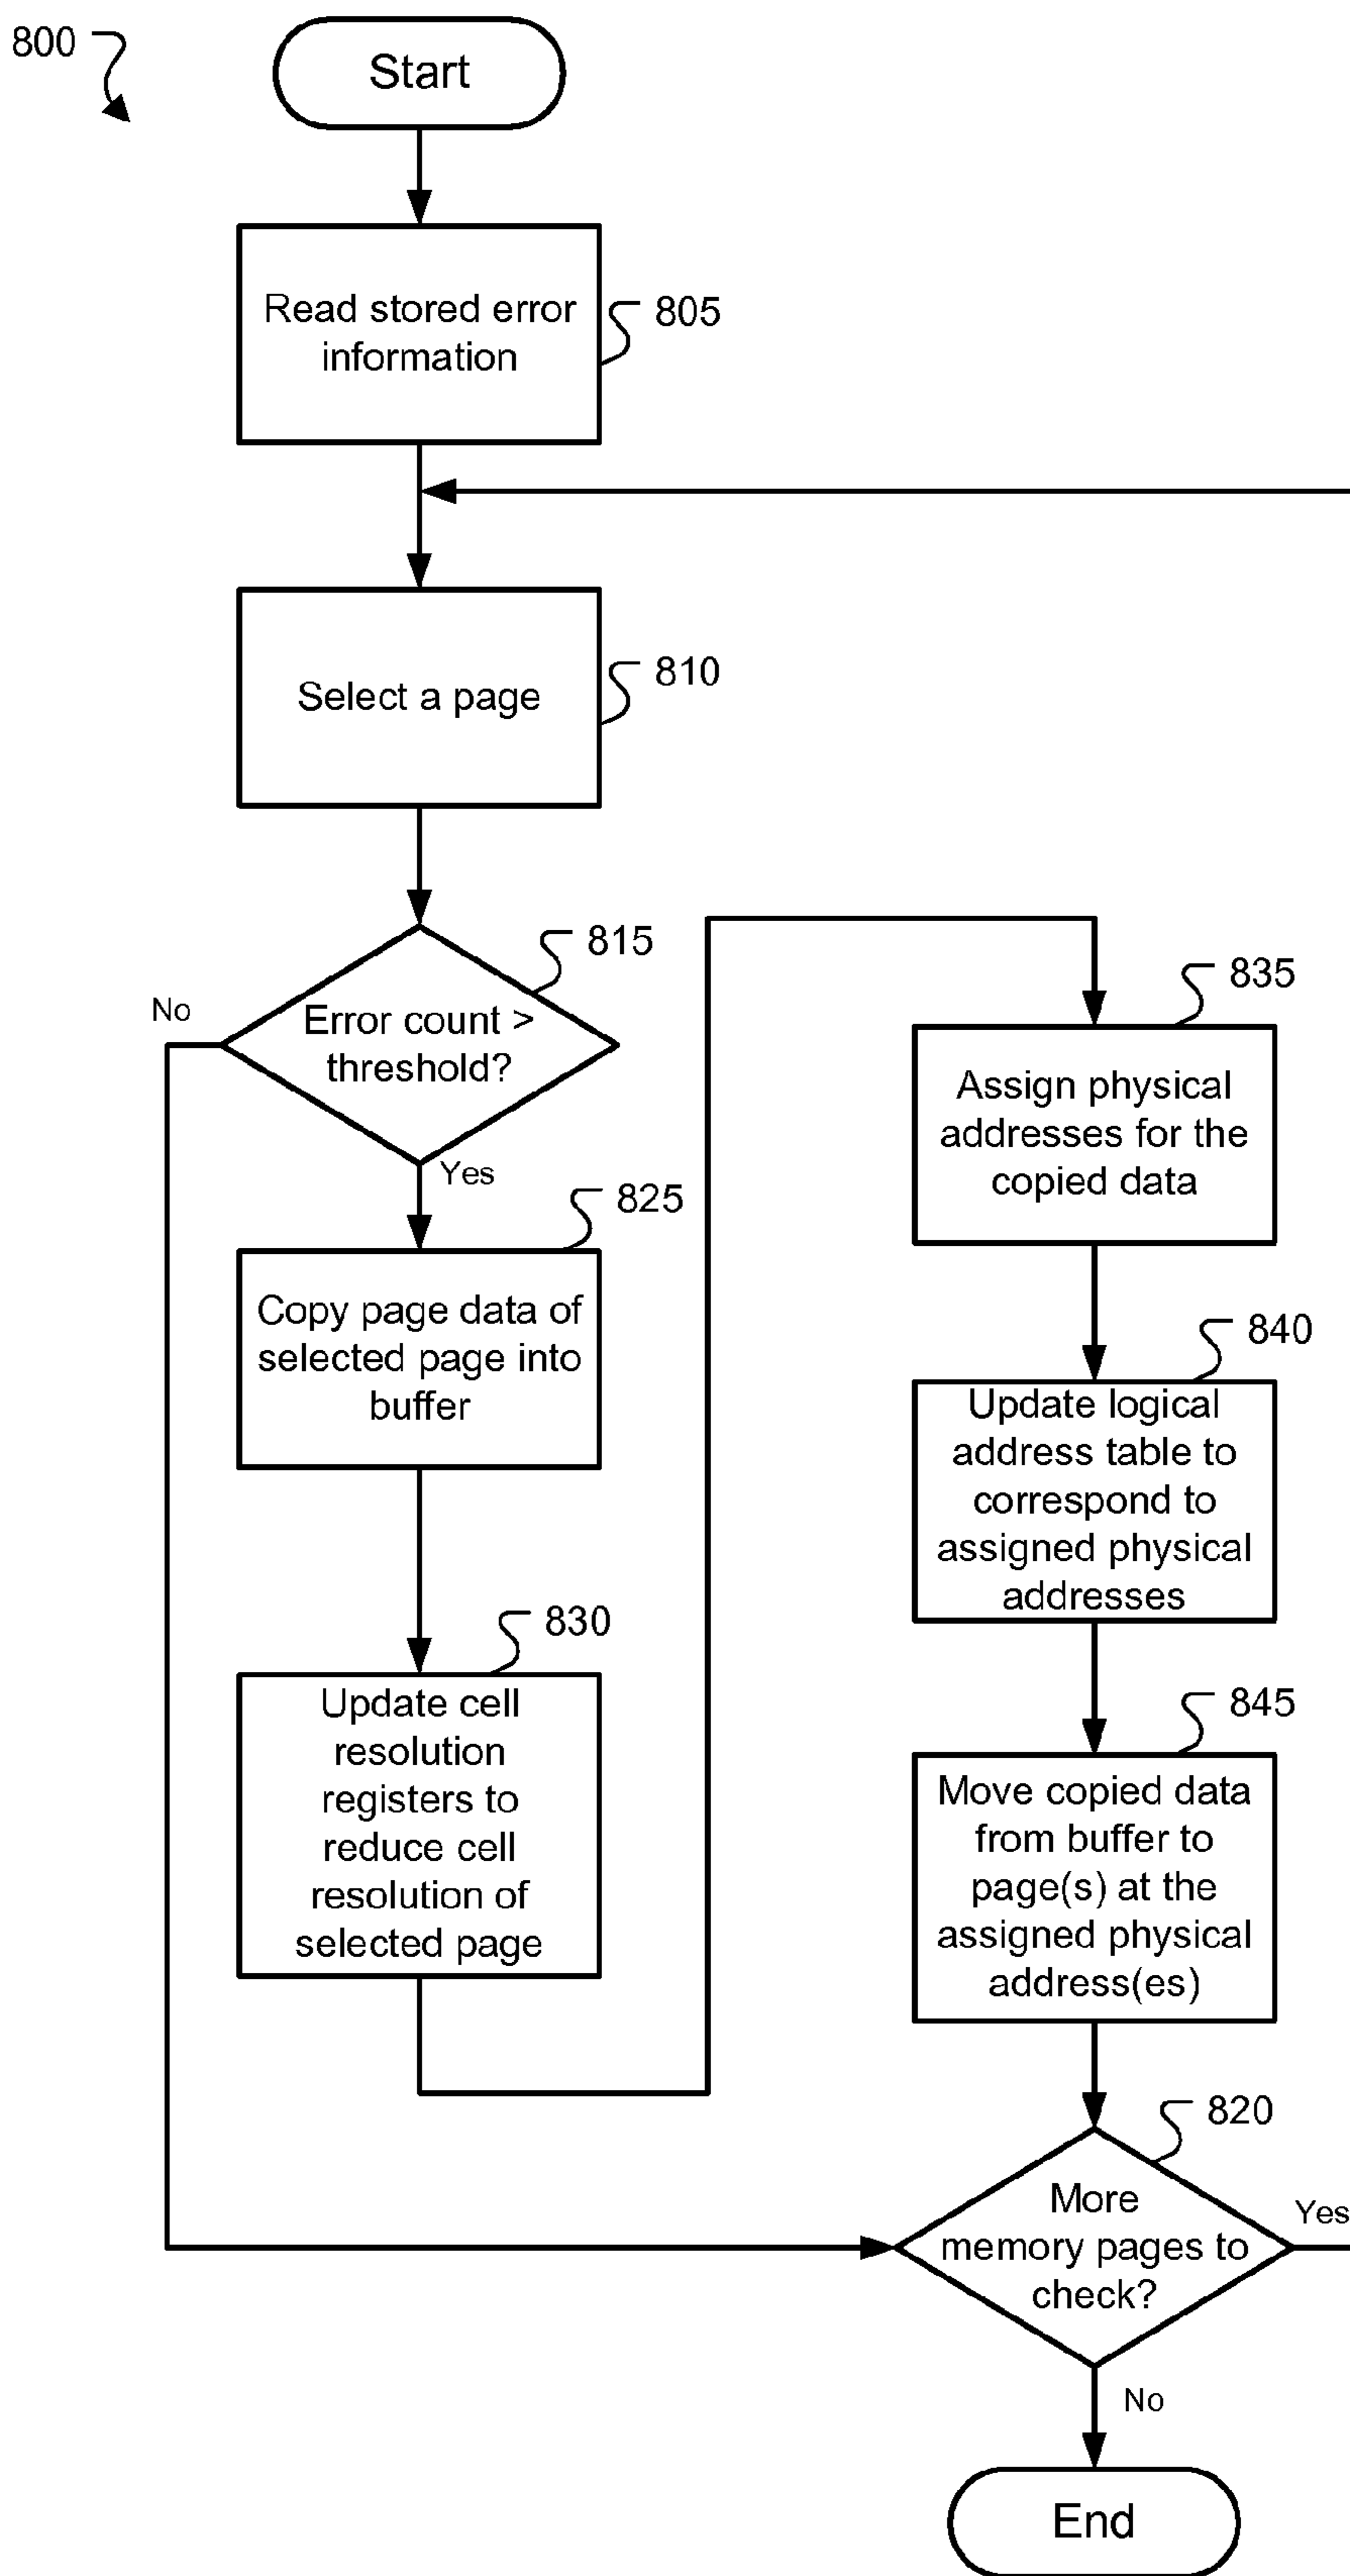 800
Start
Read stored error
information
805
Select a page
810
Error count >
threshold?
815
No
Yes
Copy page data of
selected page into
buffer
825
Update cell
resolution
registers to
reduce cell
resolution of
selected page
830
Assign physical
addresses for the
copied data
835
Update logical
address table to
correspond to
assigned physical
addresses
840
Move copied data
from buffer to
page(s) at the
assigned physical
address(es)
845
More
memory pages to
check?
820
Yes
No
End